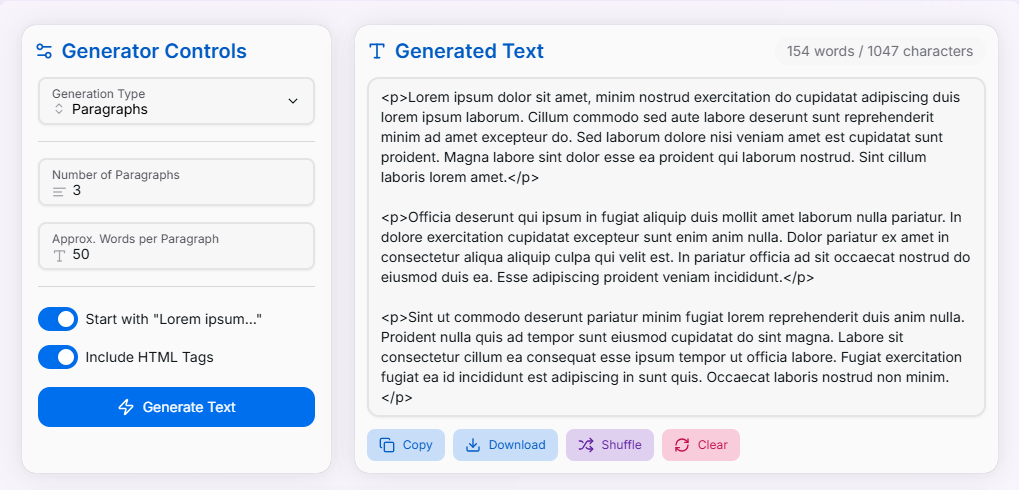 Generator Controls
Generation Type
Paragraphs
Number of Paragraphs
3
Approx. Words per Paragraph
50
Start with "Lorem ipsum..."
Include HTML Tags
Generate Text
Generated Text
154 words / 1047 characters
<p>Lorem ipsum dolor sit amet, minim nostrud exercitation do cupidatat adipiscing duis
lorem ipsum laborum. Cillum commodo sed aute labore deserunt sunt reprehenderit
minim ad amet excepteur do. Sed laborum dolore nisi veniam amet est cupidatat sunt
proident. Magna labore sint dolor esse ea proident qui laborum nostrud. Sint cillum
laboris lorem amet.</p>
<p>Officia deserunt qui ipsum in fugiat aliquip duis mollit amet laborum nulla pariatur. In
dolore exercitation cupidatat excepteur sunt enim anim nulla. Dolor pariatur ex amet in
consectetur aliqua aliquip culpa qui velit est. In pariatur officia ad sit occaecat nostrud do
eiusmod duis ea. Esse adipiscing proident veniam incididunt.</p>
<p>Sint ut commodo deserunt pariatur minim fugiat lorem reprehenderit duis anim nulla.
Proident nulla quis ad tempor sunt eiusmod cupidatat do sint magna. Labore sit
consectetur cillum ea consequat esse ipsum tempor ut officia labore. Fugiat exercitation
fugiat ea id incididunt est adipiscing in sunt quis. Occaecat laboris nostrud non minim.
</p>
Copy
Download
Shuffle
Clear